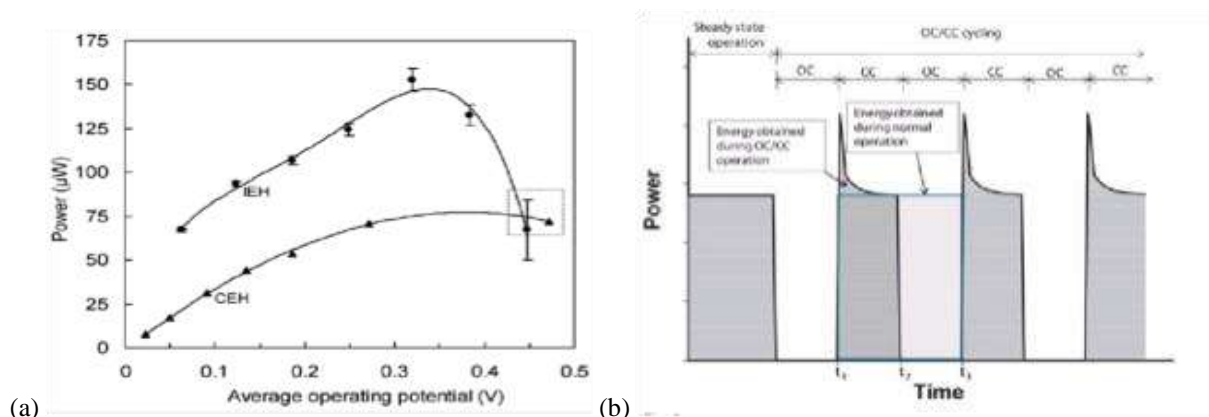 175
150
125
100
75
50
25
0
Power (μW)
IEH
CEH
0
0.1
0.2
0.3
0.4
0.5
Average operating potential (V)
(a)
Steady state
operation
OC/CC cycling
OC
CC
OC
CC
OC
CC
Energy obtained
during OC/CC
operation
Energy obtained
during normal
operation
Power
Time
(b)